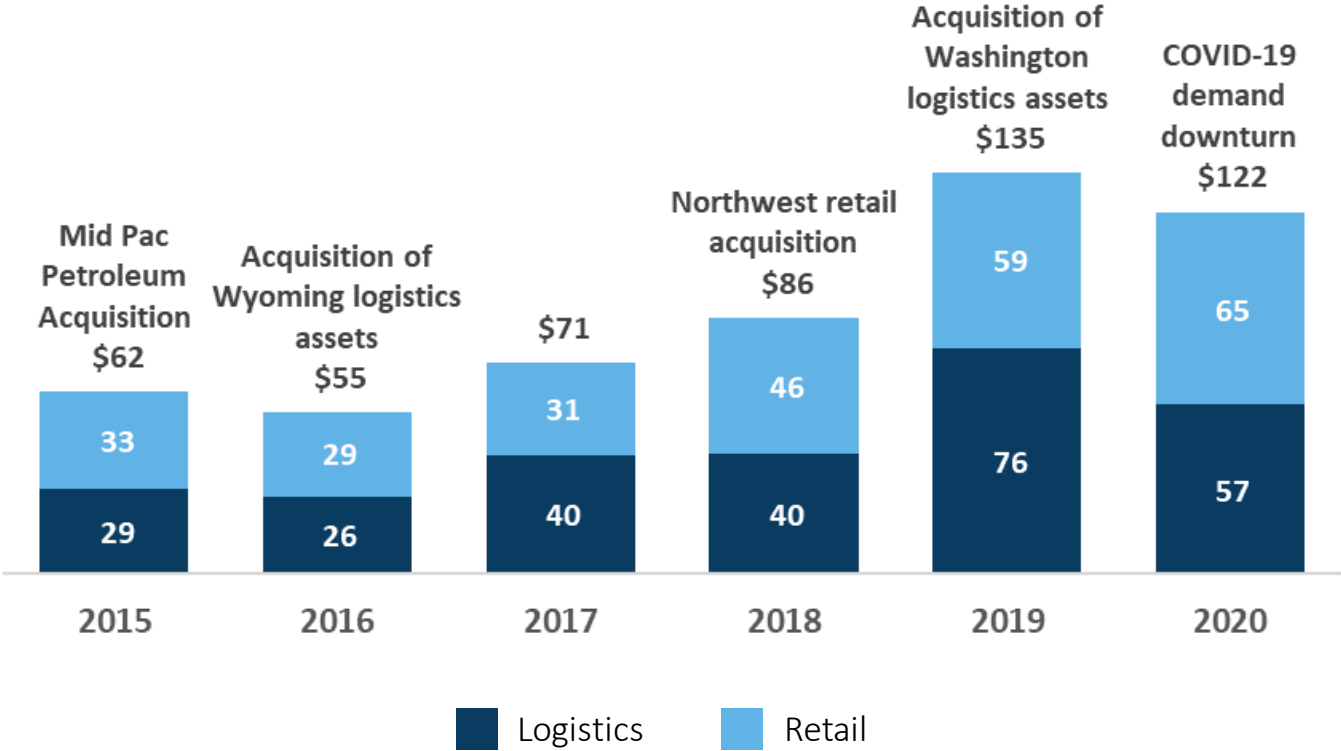 Mid Pac
Petroleum
Acquisition
$62
33
29
2015
Acquisition of
Wyoming logistics
assets
$55
29
26
2016
$71
31
40
2017
Northwest retail
acquisition
$86
46
40
2018
Acquisition of
Washington
logistics assets
$135
59
76
2019
COVID-19
demand
downturn
$122
65
57
2020
Logistics
Retail